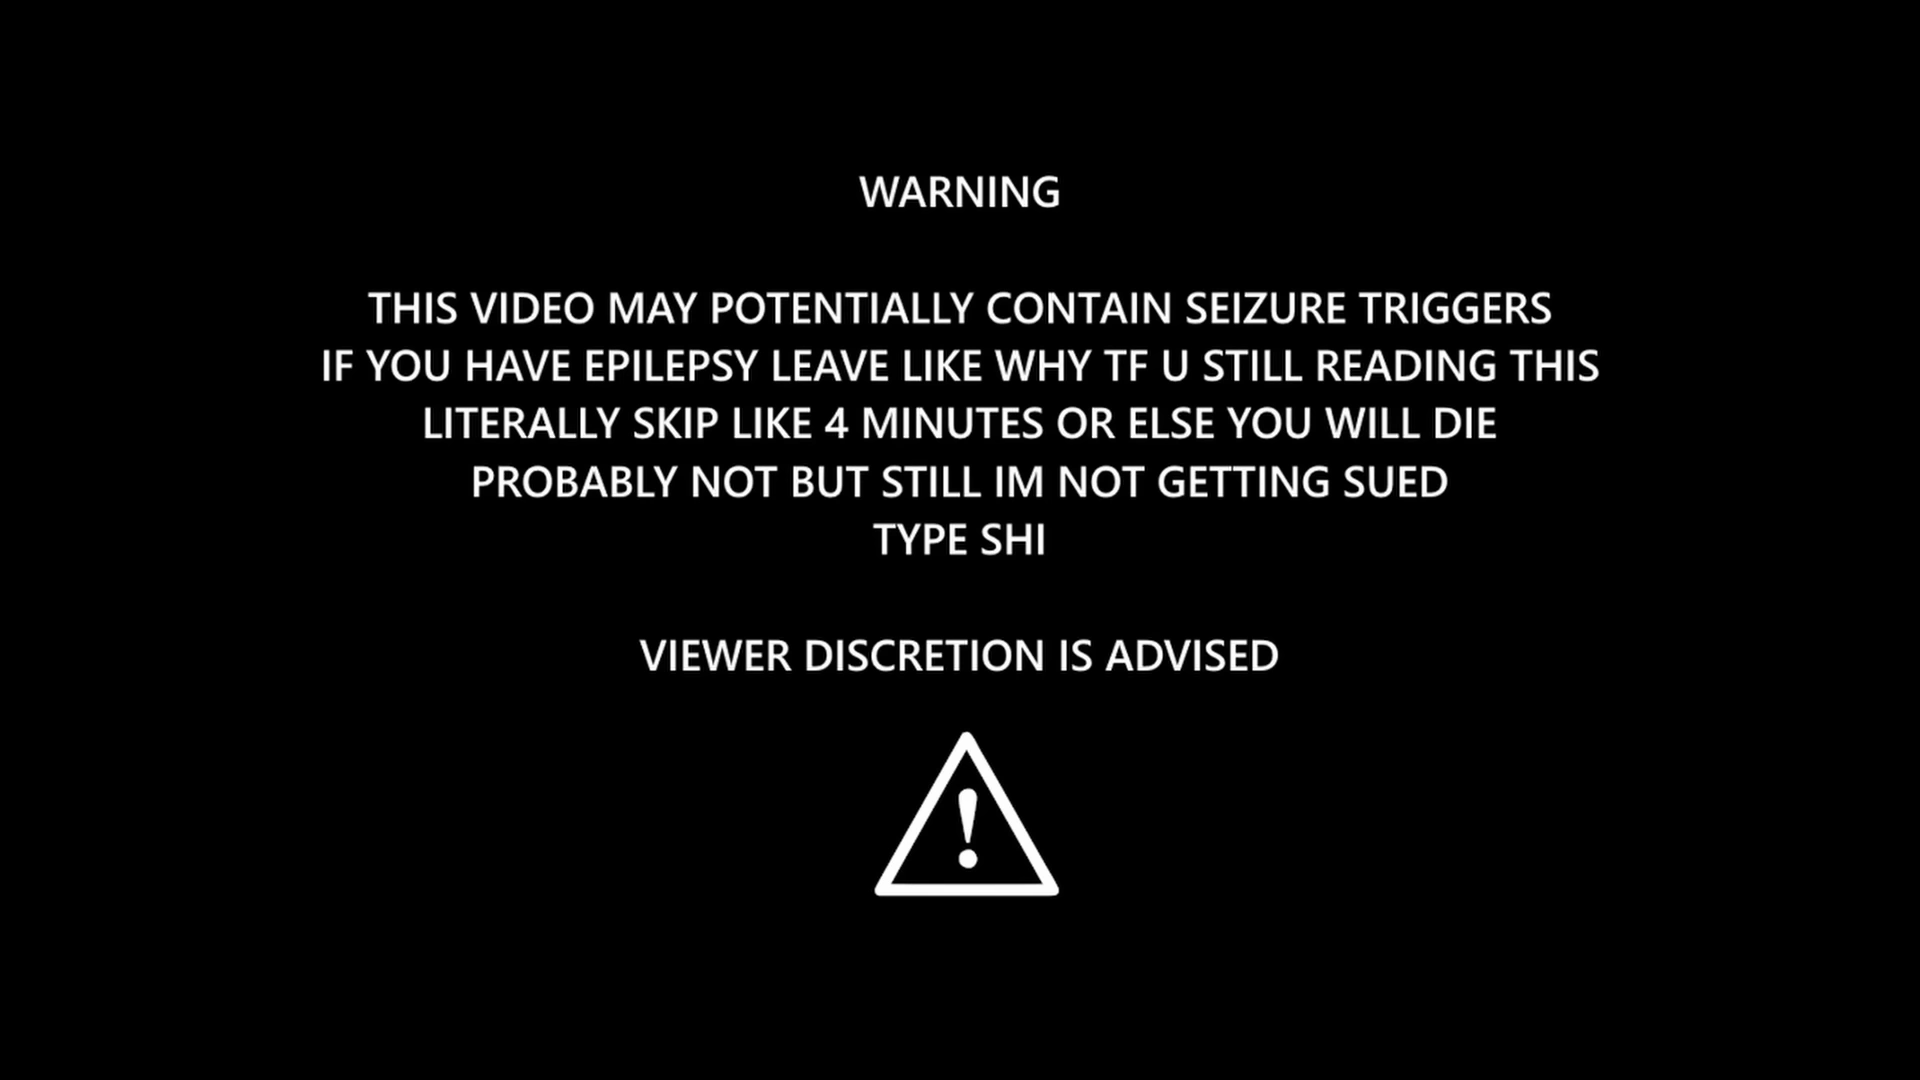 WARNING
THIS VIDEO MAY POTENTIALLY CONTAIN SEIZURE TRIGGERS
IF YOU HAVE EPILEPSY LEAVE LIKE WHY TF U STILL READING THIS
LITERALLY SKIP LIKE 4 MINUTES OR ELSE YOU WILL DIE
PROBABLY NOT BUT STILL IM NOT GETTING SUED
TYPE SHI
VIEWER DISCRETION IS ADVISED
!